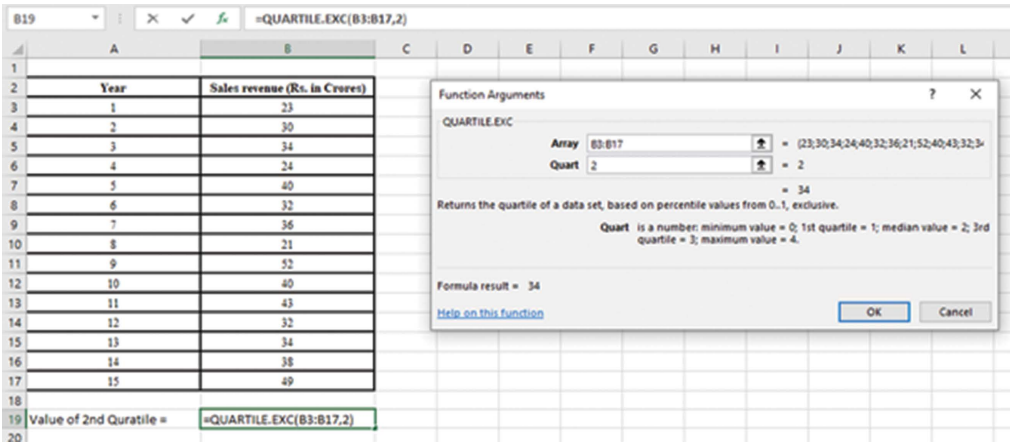 B19 =QUARTILE.EXC(B3:B17,2)
A B C D E F G H I J K L
1
2 Year Sales revenue (Rs. in Crores)
3 1 23
4 2 30
5 3 34
6 4 24
7 5 40
8 6 32
9 7 36
10 8 21
11 9 52
12 10 40
13 11 43
14 12 32
15 13 34
16 14 38
17 15 49
18
19 Value of 2nd Quratile = =QUARTILE.EXC(B3:B17,2)
20
Function Arguments ? ×
QUARTILE.EXC
Array B3:B17 = {23;30;34;24;40;32;36;21;52;40;43;32;34
Quart 2 = 2
= 34
Returns the quartile of a data set, based on percentile values from 0..1, exclusive.
Quart is a number: minimum value = 0; 1st quartile = 1; median value = 2; 3rd
quartile = 3; maximum value = 4.
Formula result = 34
Help on this function
OK Cancel